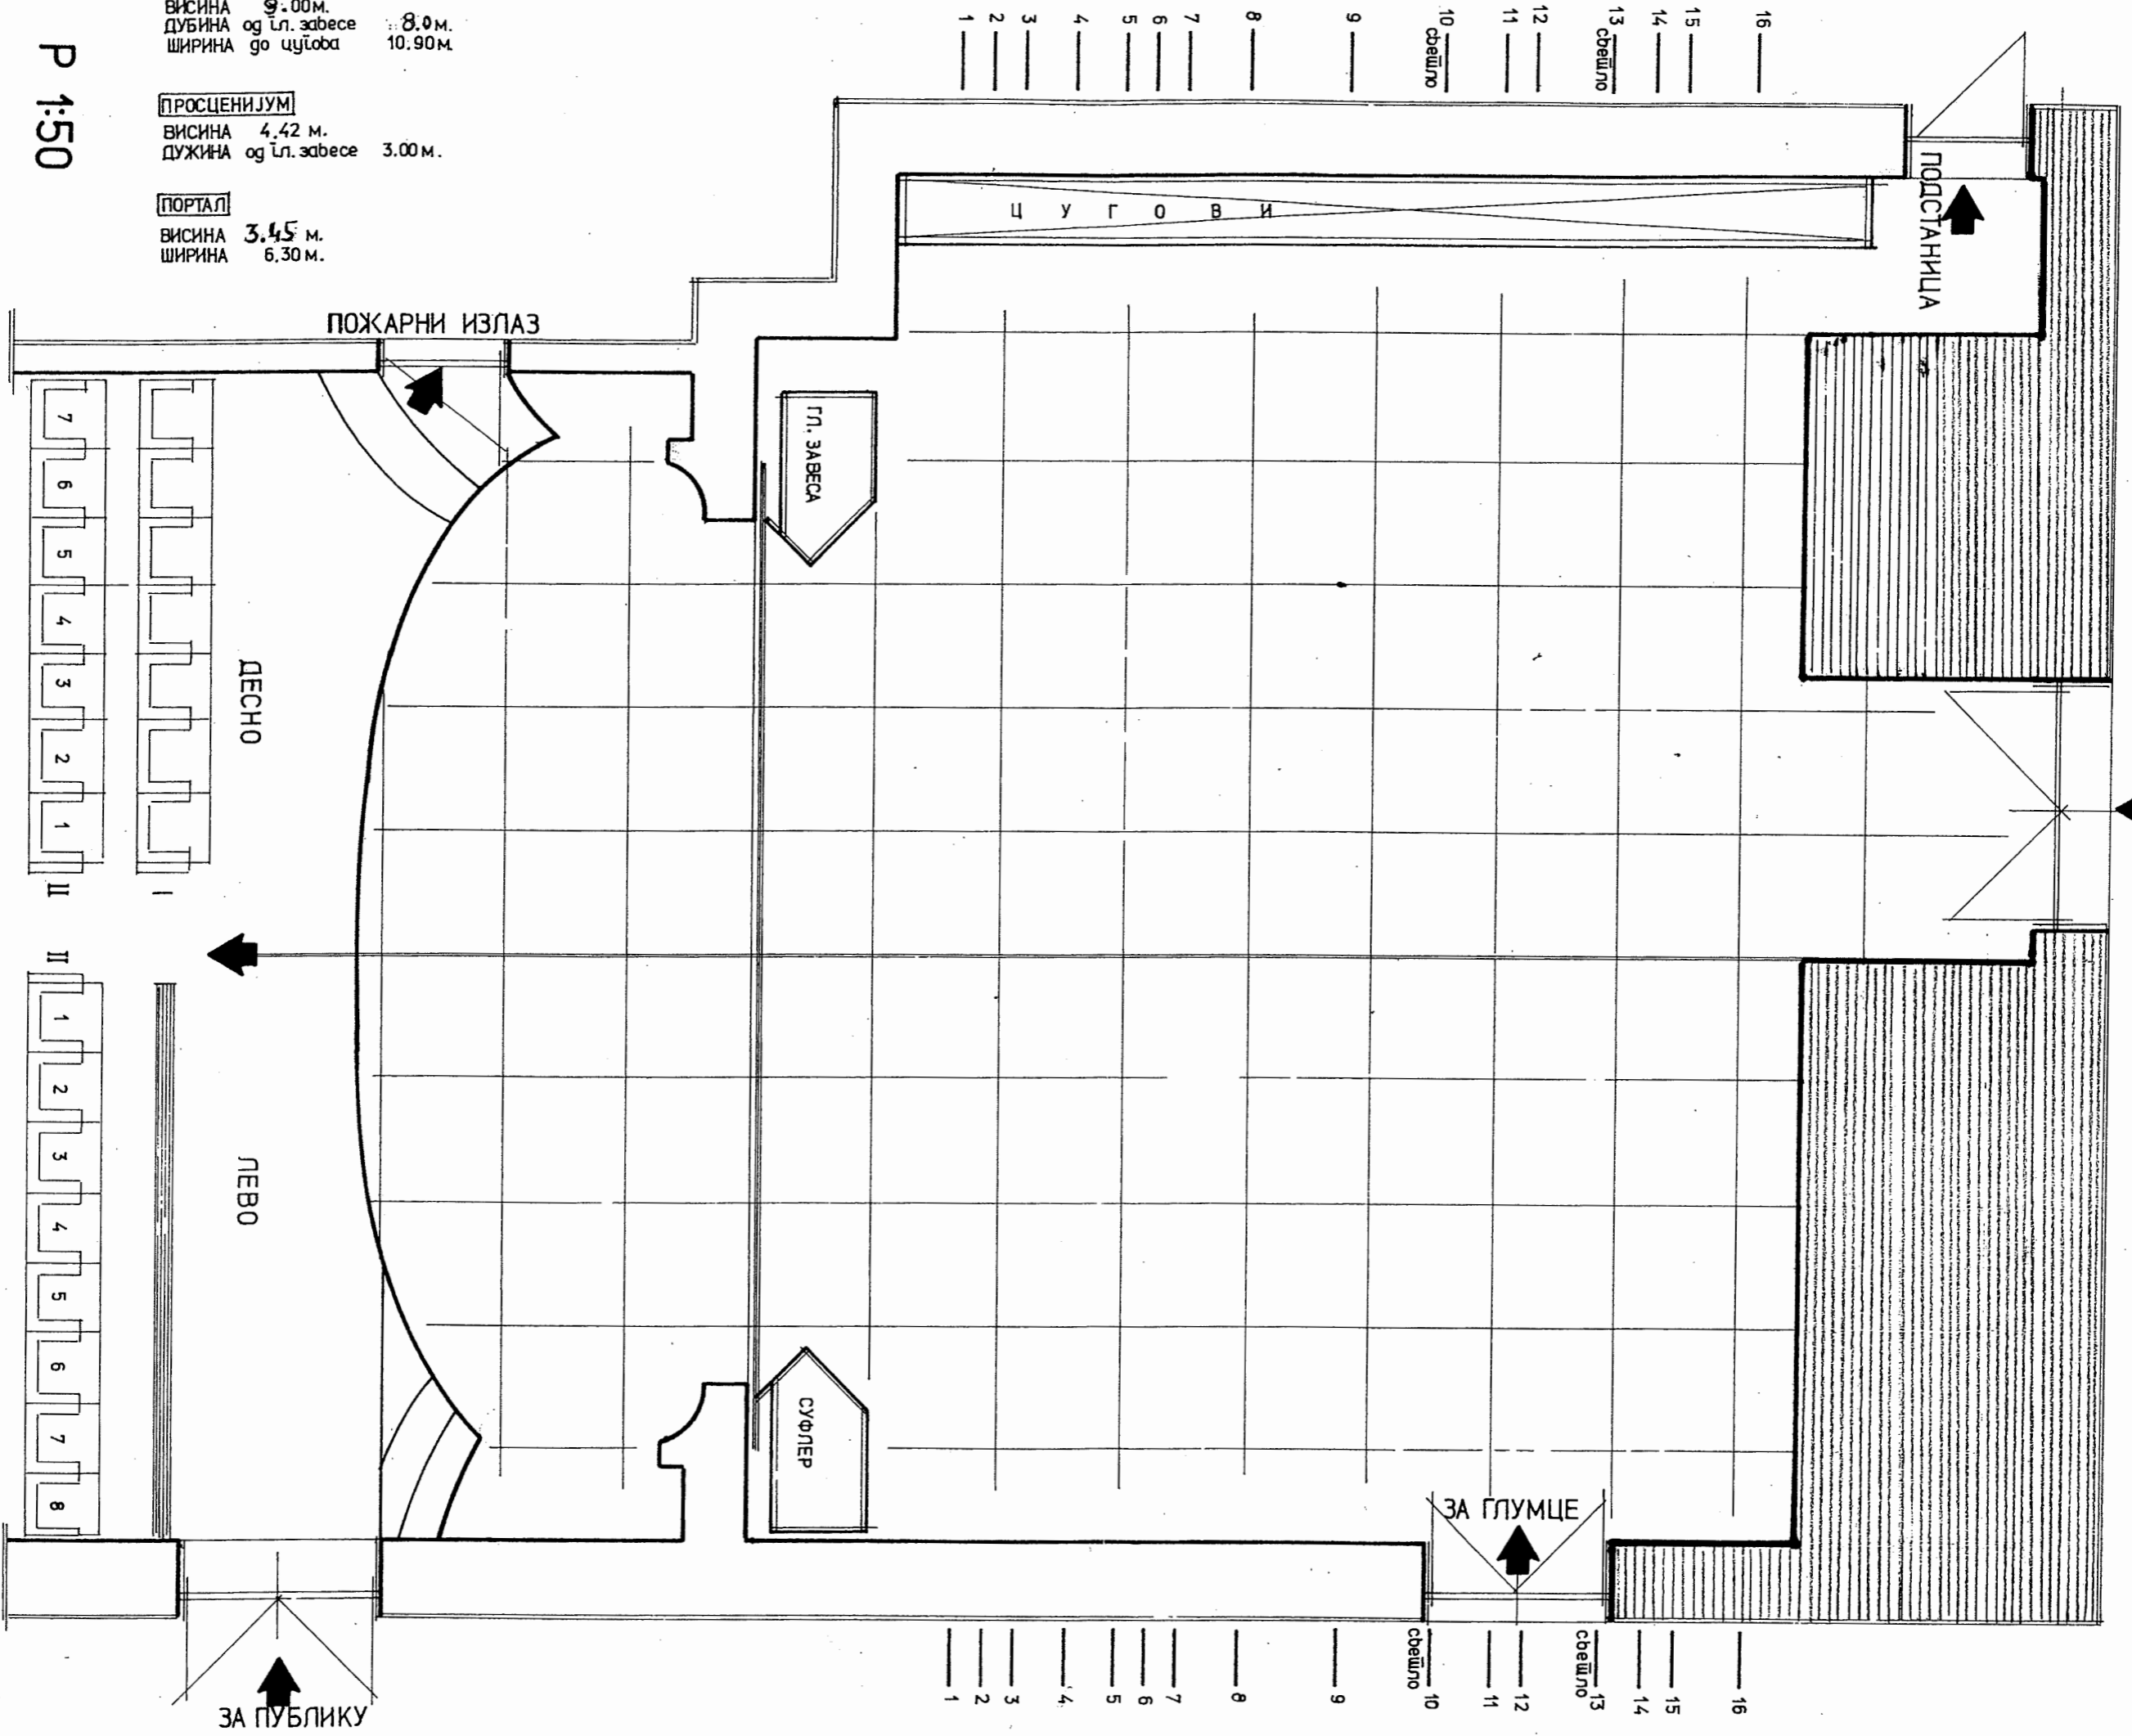 ВИСИНА 9.00м.
ДУБИНА од гл. завесе 8.0м.
ШИРИНА до цугова 10.90м
ПРОСЦЕНИЈУМ
ВИСИНА 4.42 м.
ДУЖИНА од гл. завесе 3.00м.
ПОРТАЛ
ВИСИНА 3.45 м.
ШИРИНА 6,30м.
Р 1:50
1 2 3 4 5 6 7 8 9 10 11 12 13 14 15 16
светло светло
ПОДСТАНИЦА
Ц У Г О В И
ПОЖАРНИ ИЗЛАЗ
ГЛ. ЗАВЕСА
7 6 5 4 3 2 1 II
I
ДЕСНО
II 1 2 3 4 5 6 7 8
ЛЕВО
СУФЛЕР
ЗА ГЛУМЦЕ
ЗА ПУБЛИКУ
светло светло
1 2 3 4 5 6 7 8 9 10 11 12 13 14 15 16